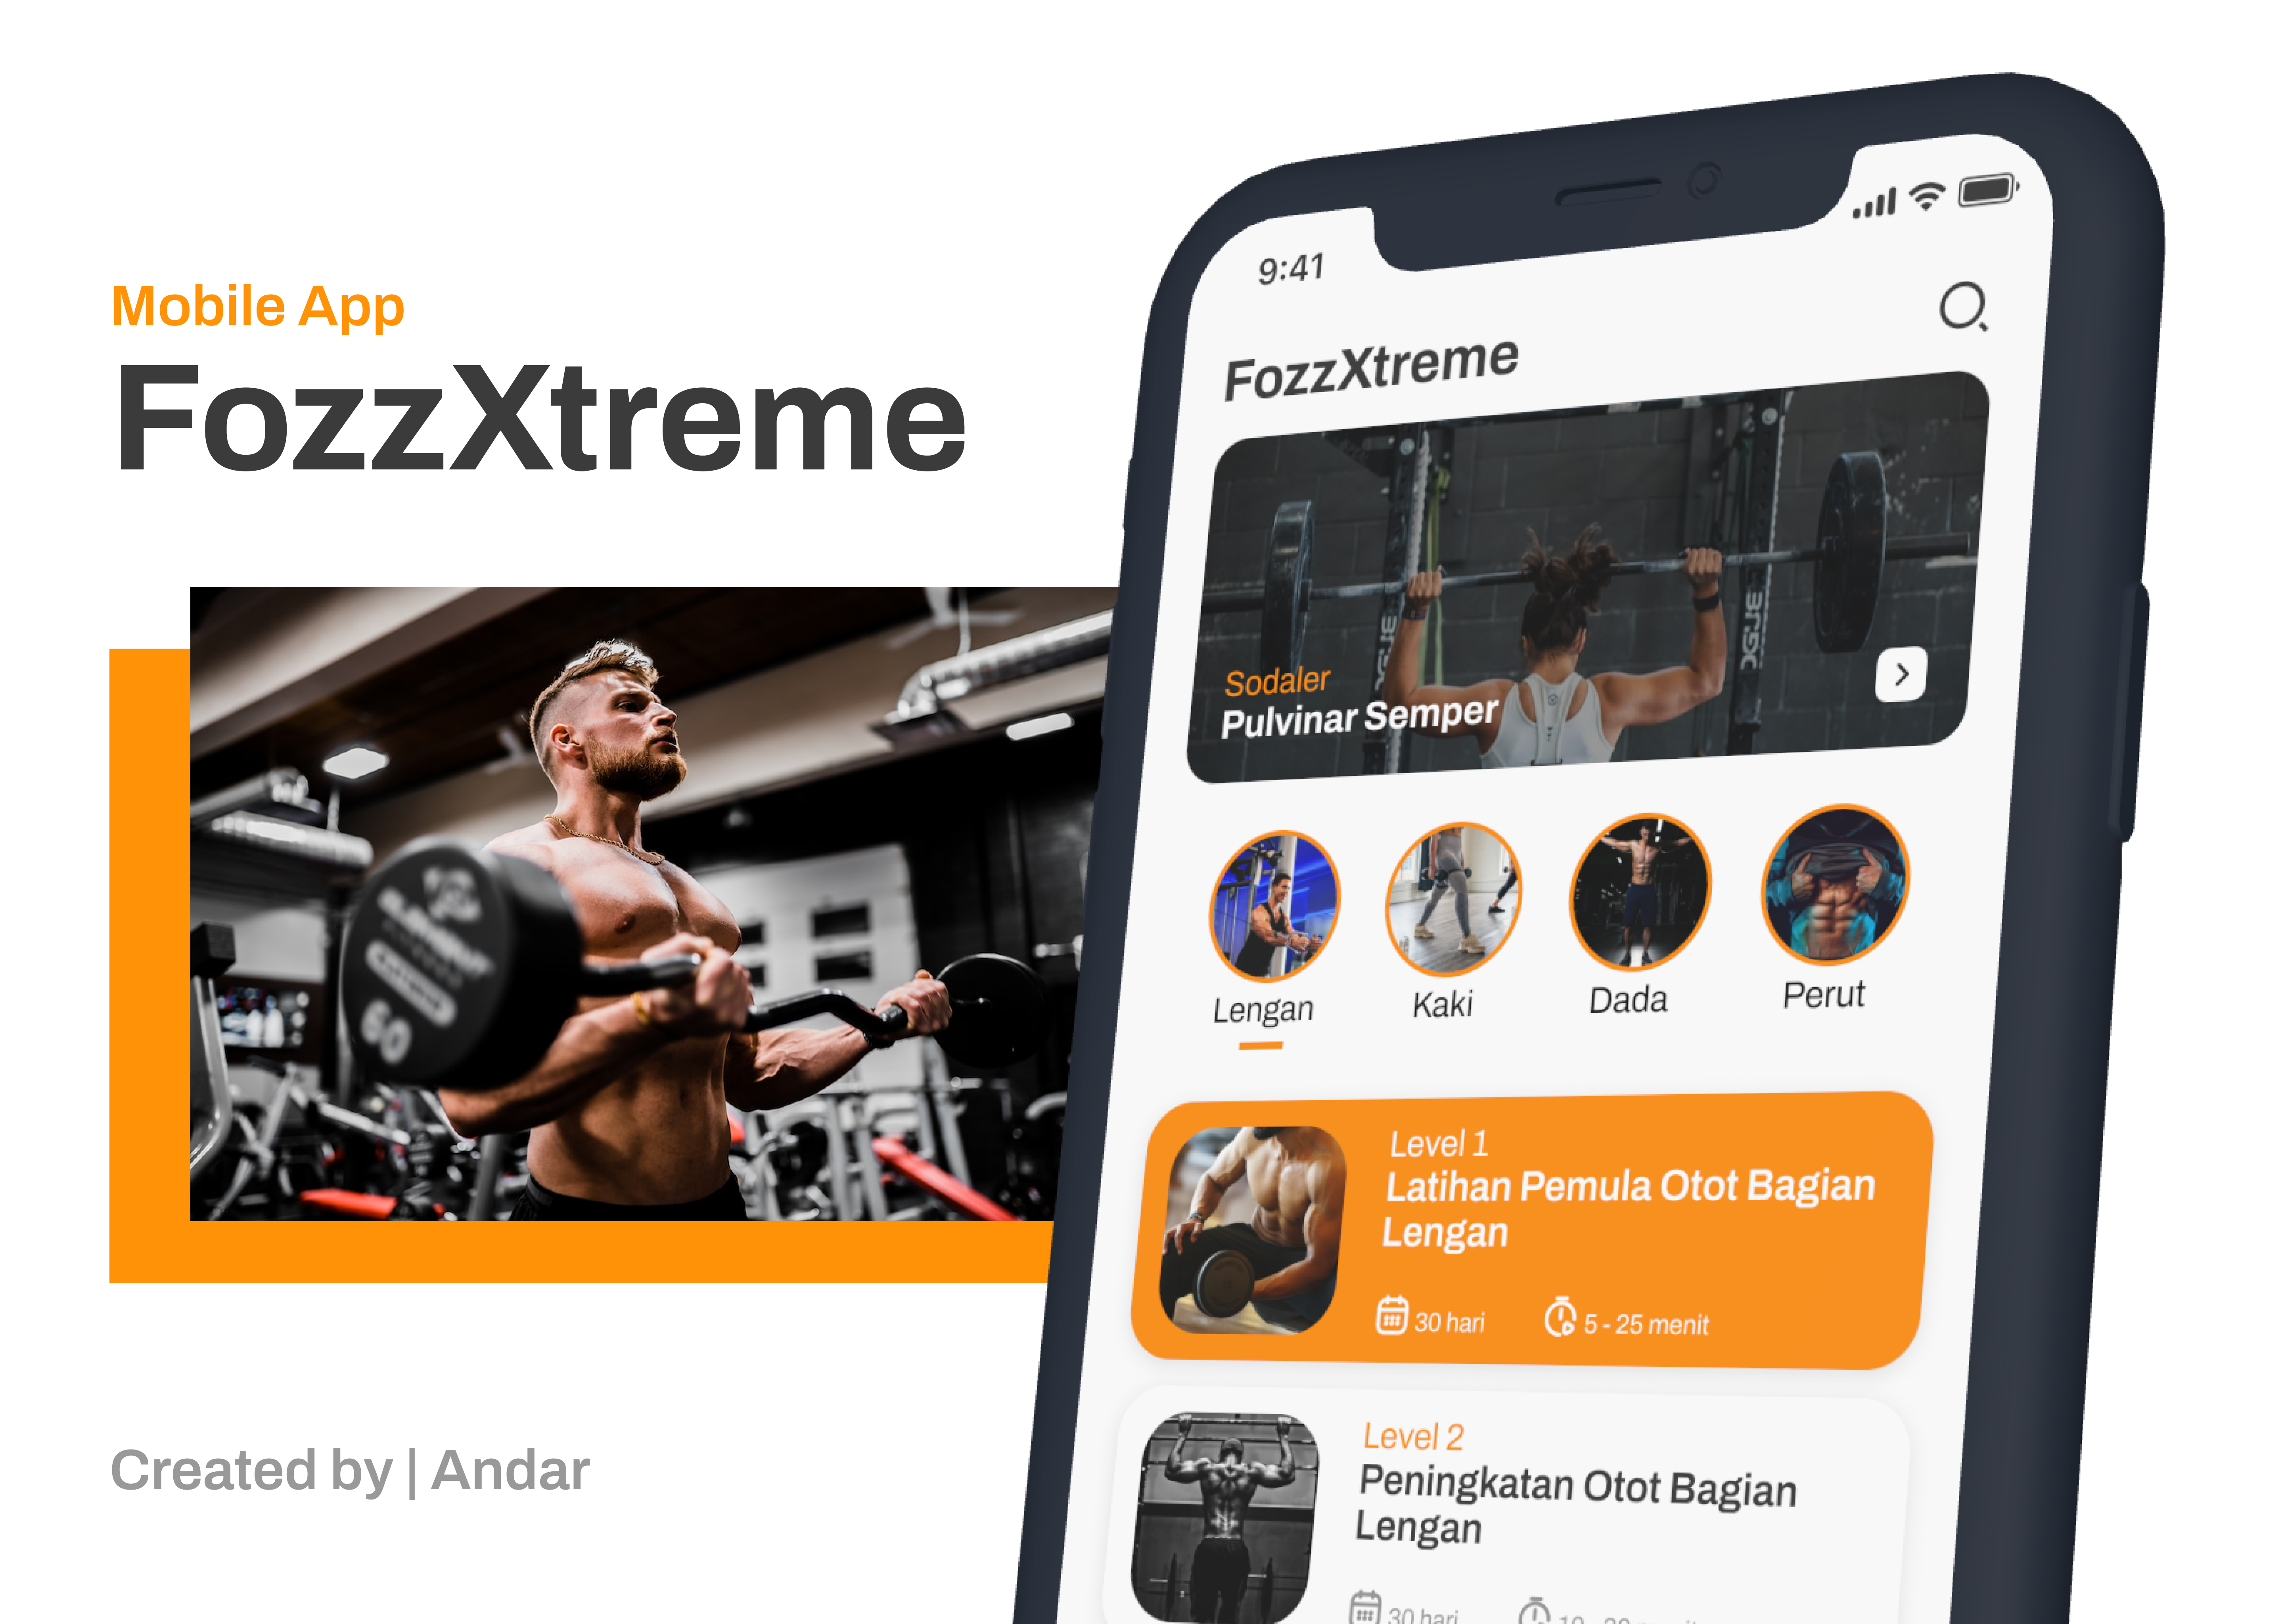 Mobile App
FozzXtreme
Created by | Andar
9:41
FozzXtreme
Sodaler
Pulvinar Semper
Lengan
Kaki
Dada
Perut
Level 1
Latihan Pemula Otot Bagian
Lengan
30 hari
5 - 25 menit
Level 2
Peningkatan Otot Bagian
Lengan
30 hari
60